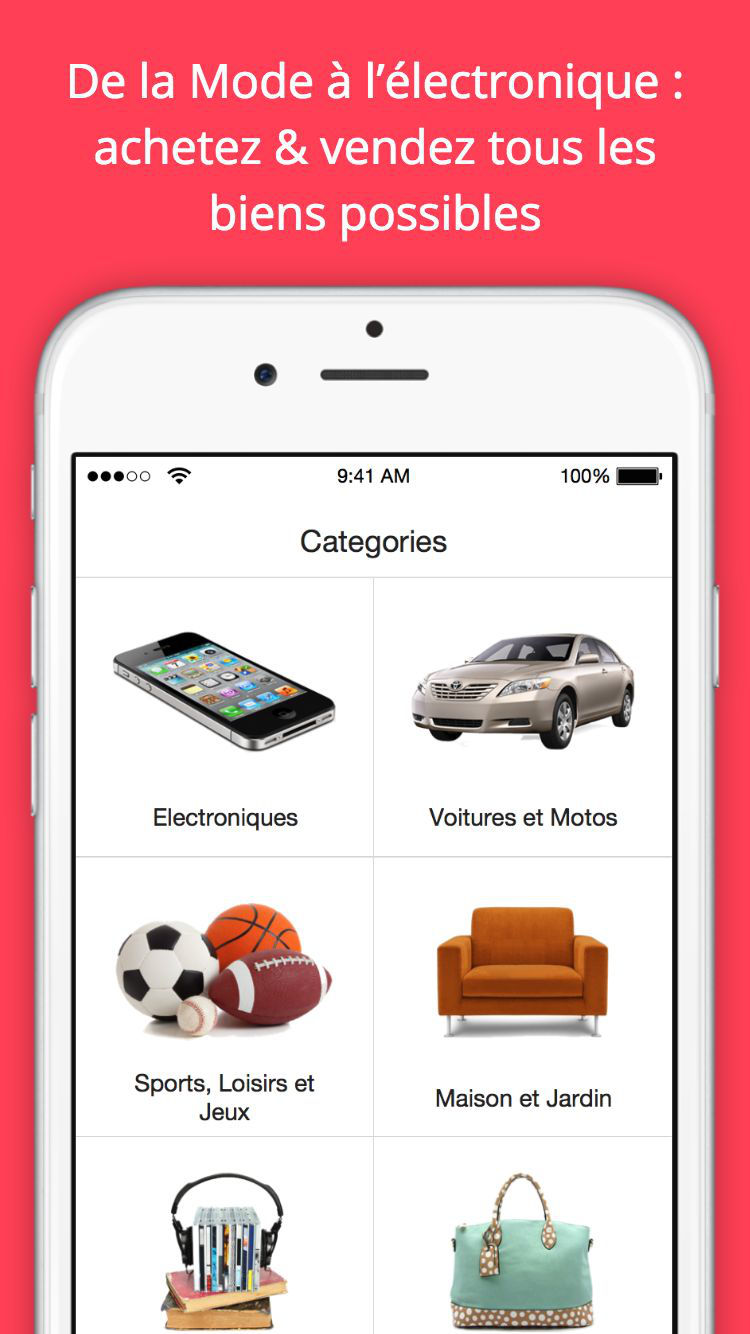 De la Mode à l’électronique :
achetez & vendez tous les
biens possibles
9:41 AM
100%
Categories
Electroniques
Voitures et Motos
Sports, Loisirs et
Jeux
Maison et Jardin